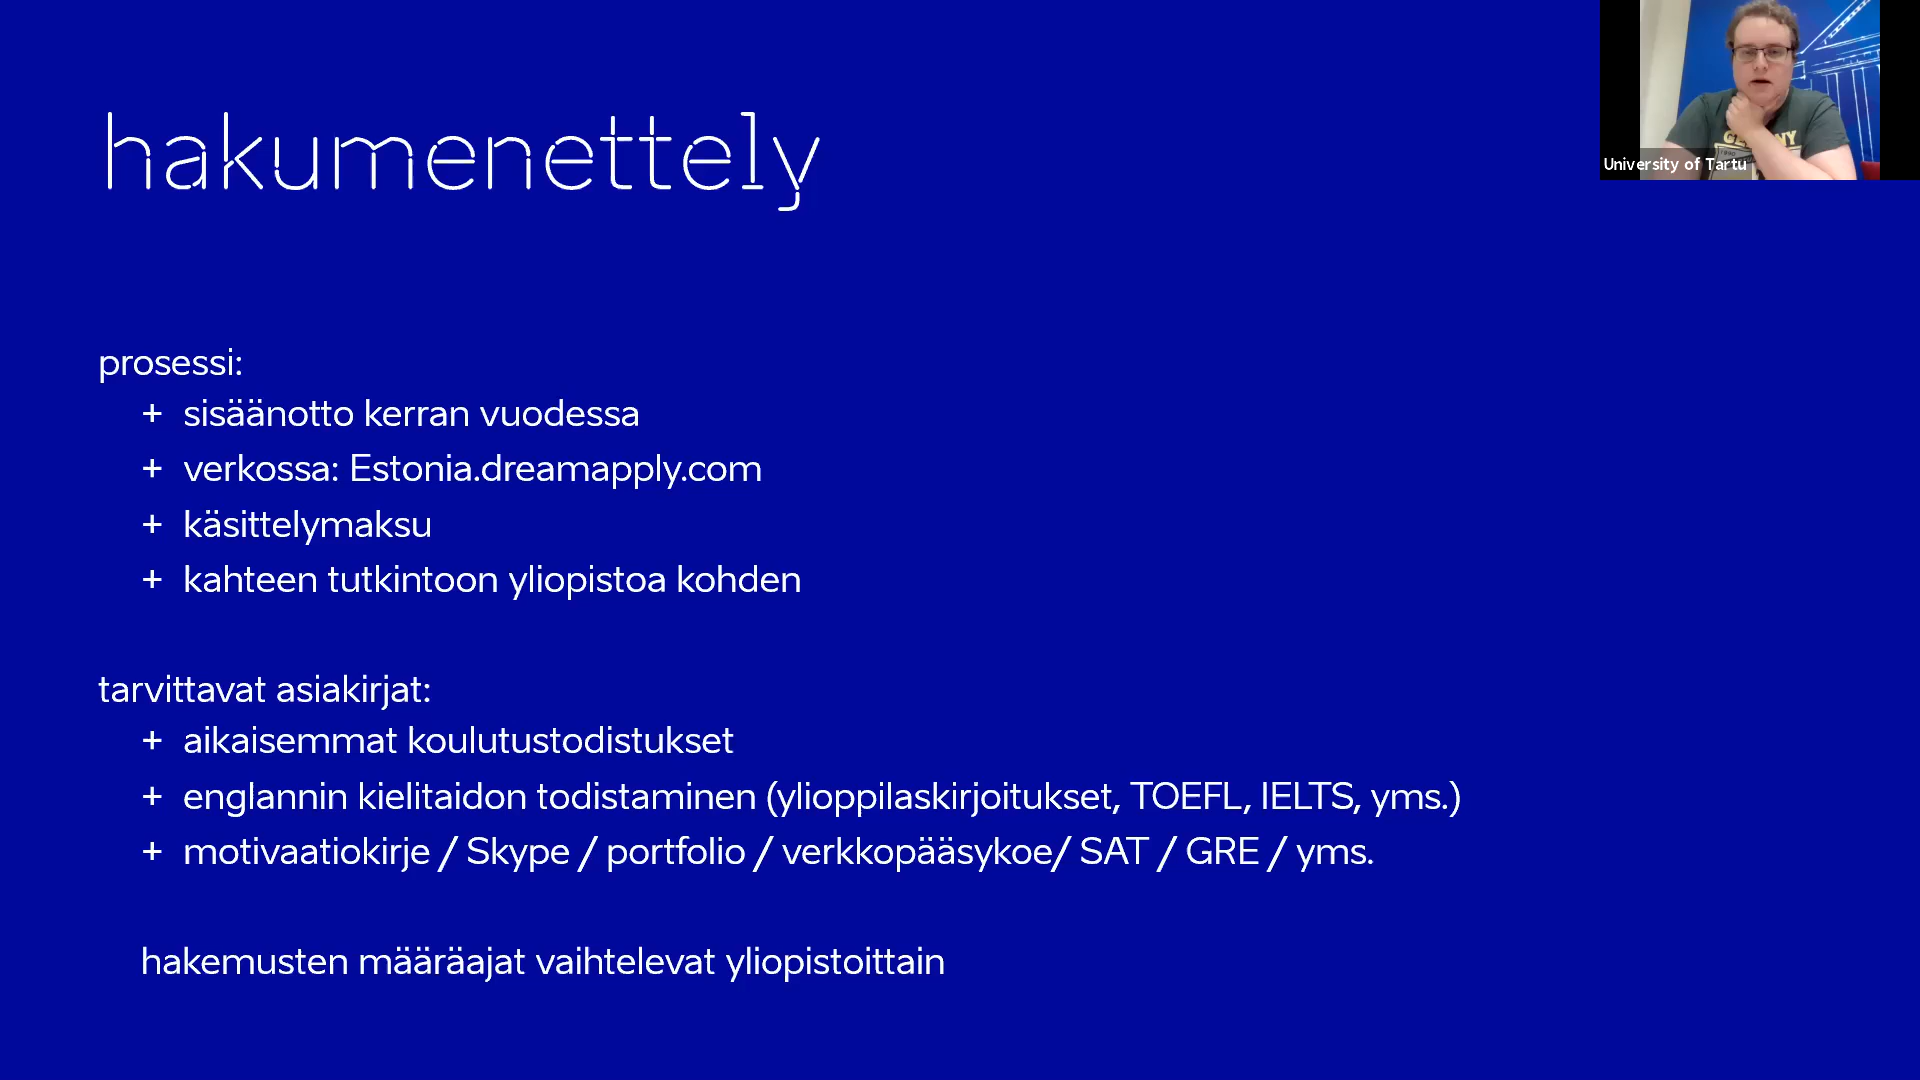 hakumenettely
University of Tartu
prosessi:
+ sisäänotto kerran vuodessa
+ verkossa: Estonia.dreamapply.com
+ käsittelymaksu
+ kahteen tutkintoon yliopistoa kohden
tarvittavat asiakirjat:
+ aikaisemmat koulutustodistukset
+ englannin kielitaidon todistaminen (ylioppilaskirjoitukset, TOEFL, IELTS, yms.)
+ motivaatiokirje / Skype / portfolio / verkkopääsykoe/ SAT / GRE / yms.
hakemusten määräajat vaihtelevat yliopistoittain